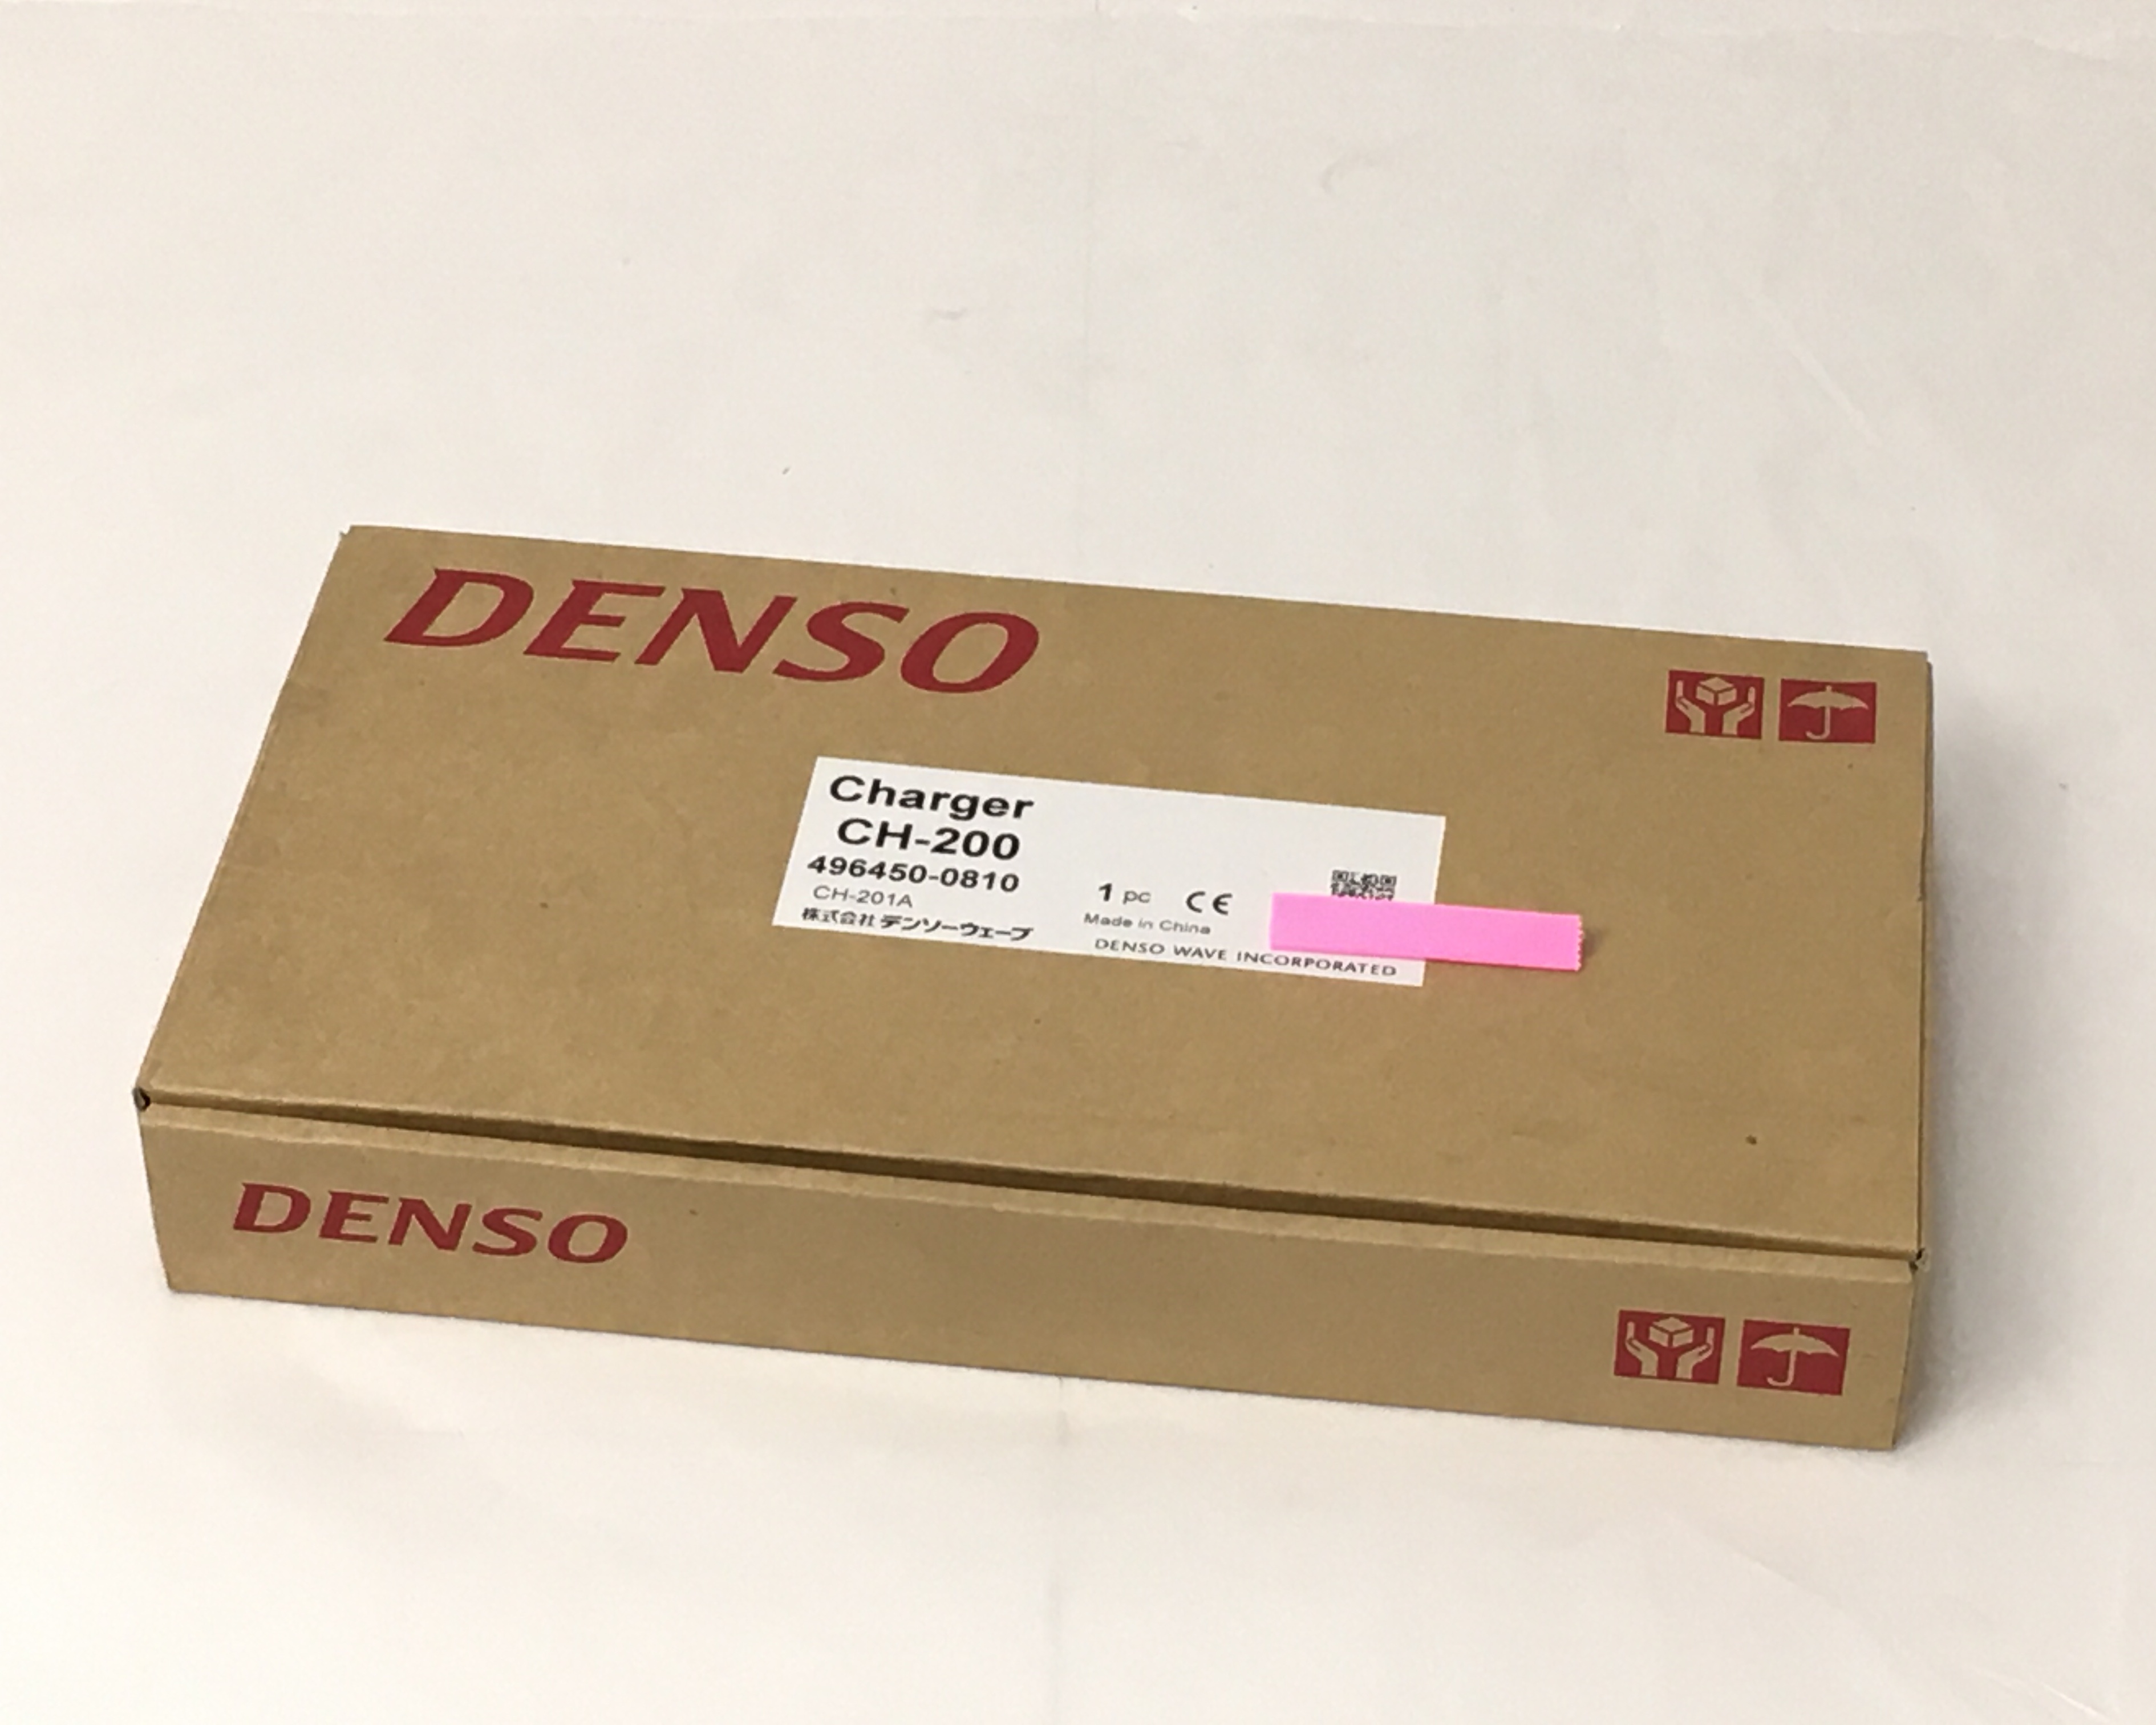 DENSO
Charger
CH-200
496450-0810
CH-201A
株式会社 デンソーウェーブ
1 pc CE
Made in China
DENSO WAVE INCORPORATED
DENSO